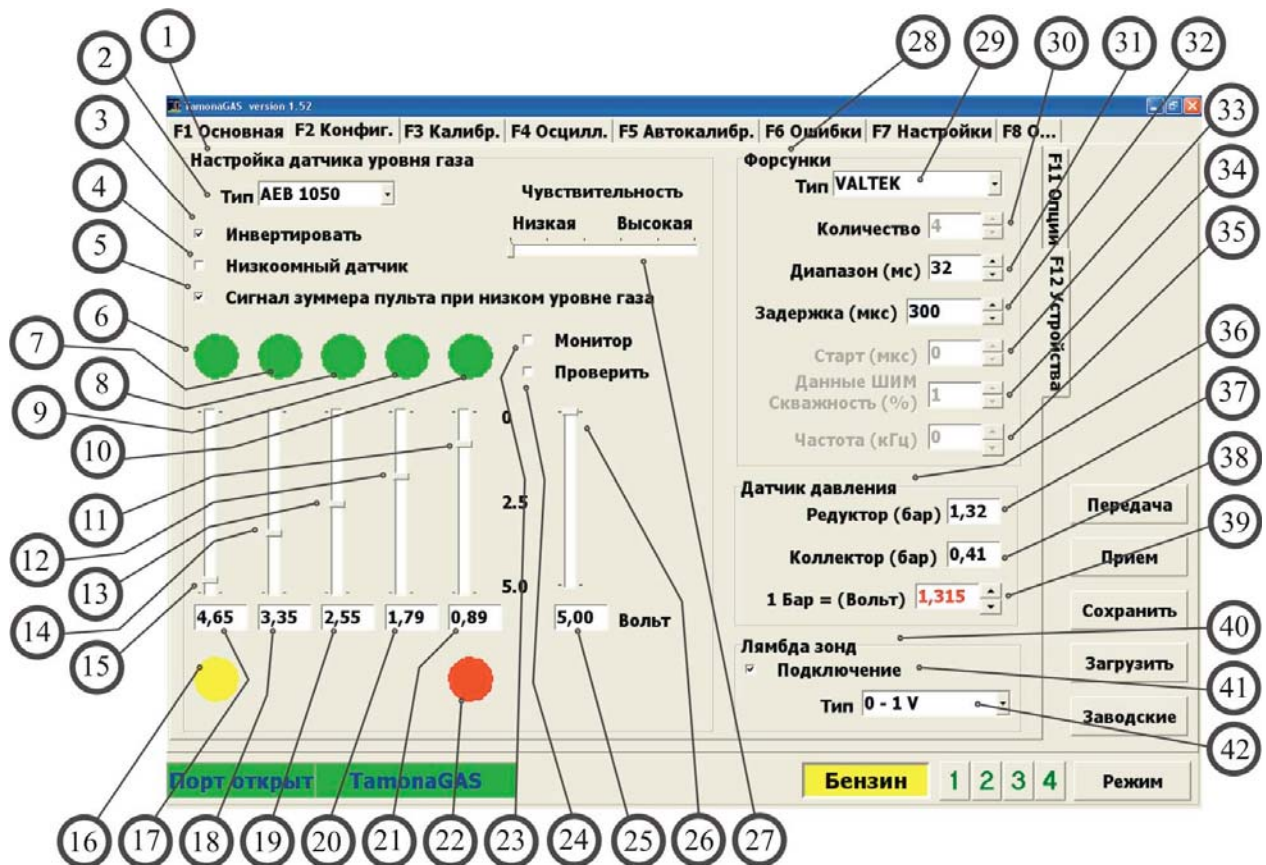 1
28
29
30
31
32
2
3
4
5
6
7
8
9
10
11
12
13
14
15
33
34
35
36
37
38
39
40
41
42
TamonaGAS version 1.52
F1 Основная F2 Конфиг. F3 Калибр. F4 Осцилл. F5 Автокалибр. F6 Ошибки F7 Настройки F8 О...
F11 Опции
F12 Устройства
Настройка датчика уровня газа
Тип AEB 1050
Инвертировать
Низкоомный датчик
Сигнал зуммера пульта при низком уровне газа
Чувствительность
Низкая Высокая
Монитор
Проверить
0
2.5
5.0
4,65 3,35 2,55 1,79 0,89 5,00 Вольт
Форсунки
Тип VALTEK
Количество 4
Диапазон (мс) 32
Задержка (мкс) 300
Старт (мкс) 0
Данные ШИМ
Скважность (%) 1
Частота (кГц) 0
Датчик давления
Редуктор (бар) 1,32
Коллектор (бар) 0,41
1 Бар = (Вольт) 1,315
Лямбда зонд
Подключение
Тип 0 - 1 V
Передача
Прием
Сохранить
Загрузить
Заводские
Порт открыт TamonaGAS Бензин 1 2 3 4 Режим
16 17 18 19 20 21 22 23 24 25 26 27